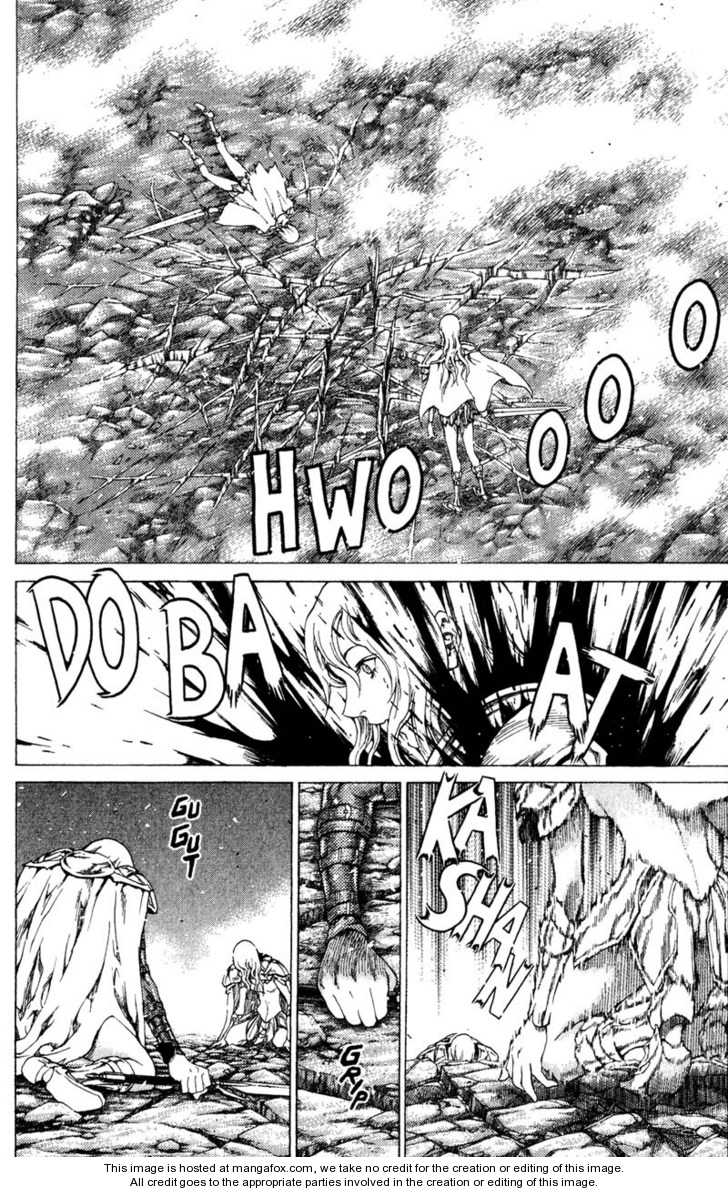 HWO
O
O
O
DO BA
AT
GU
GUT
GRIP
KA
SHAN
This image is hosted at mangafox.com, we take no credit for the creation or editing of this image.
All credit goes to the appropriate parties involved in the creation or editing of this image.